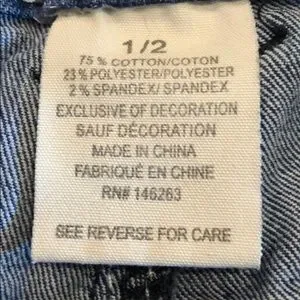 1/2
75 % COTTON/COTON
23 % POLYESTER/POLYESTER
2 % SPANDEX/ SPANDEX
EXCLUSIVE OF DECORATION
SAUF DÉCORATION
MADE IN CHINA
FABRIQUÉ EN CHINE
RN# 146263
SEE REVERSE FOR CARE